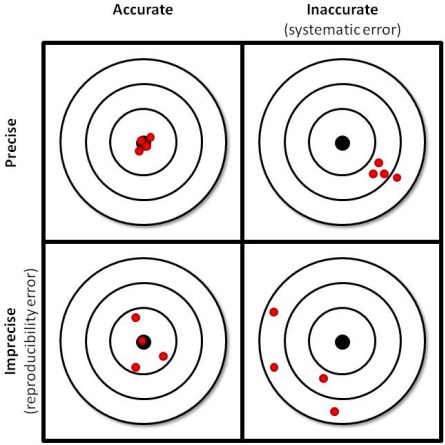 Accurate
Inaccurate
(systematic error)
Precise
Imprecise
(reproducibility error)